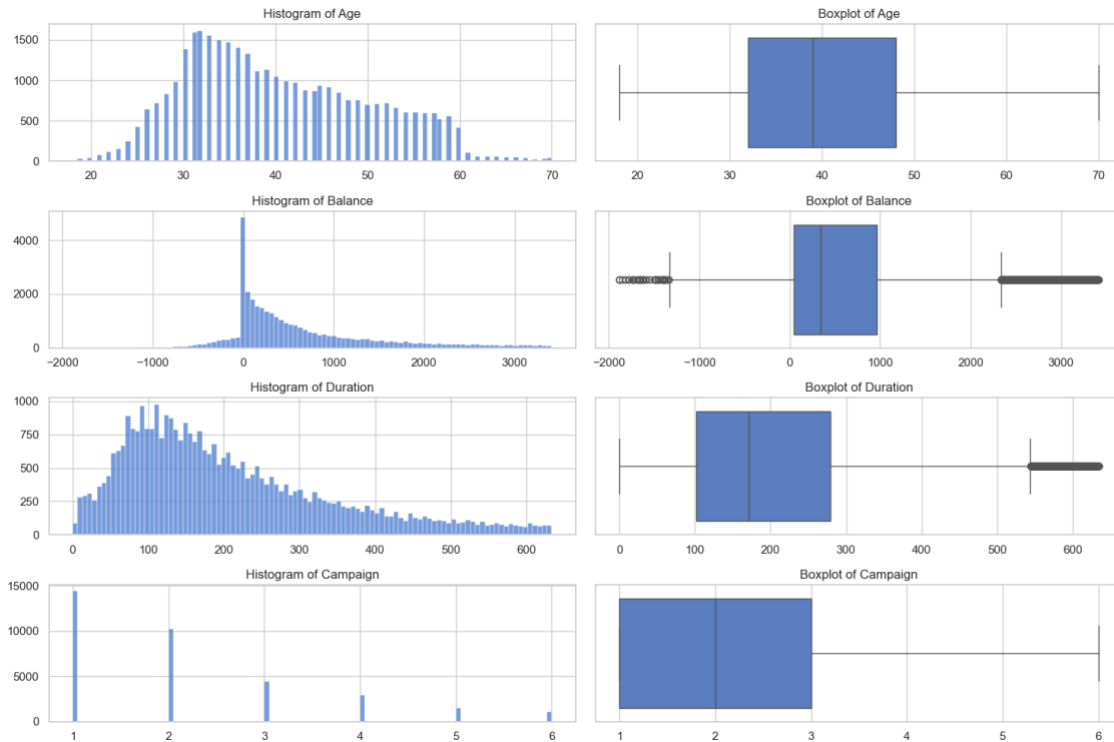 Histogram of Age
1500
1000
500
0
20 30 40 50 60 70
Boxplot of Age
20 30 40 50 60 70
Histogram of Balance
4000
2000
0
−2000 −1000 0 1000 2000 3000
Boxplot of Balance
−2000 −1000 0 1000 2000 3000
Histogram of Duration
1000
750
500
250
0
0 100 200 300 400 500 600
Boxplot of Duration
0 100 200 300 400 500 600
Histogram of Campaign
15000
10000
5000
0
1 2 3 4 5 6
Boxplot of Campaign
1 2 3 4 5 6